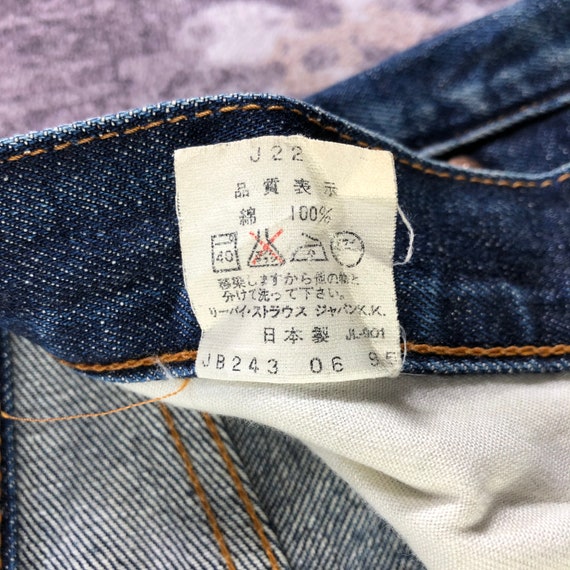 J22
品質表示
綿 100%
40
移染しますから他の物と
分けて洗って下さい。
リーバイ・ストラウス ジャパンK.K.
日本製 JL-901
JB243 06 95